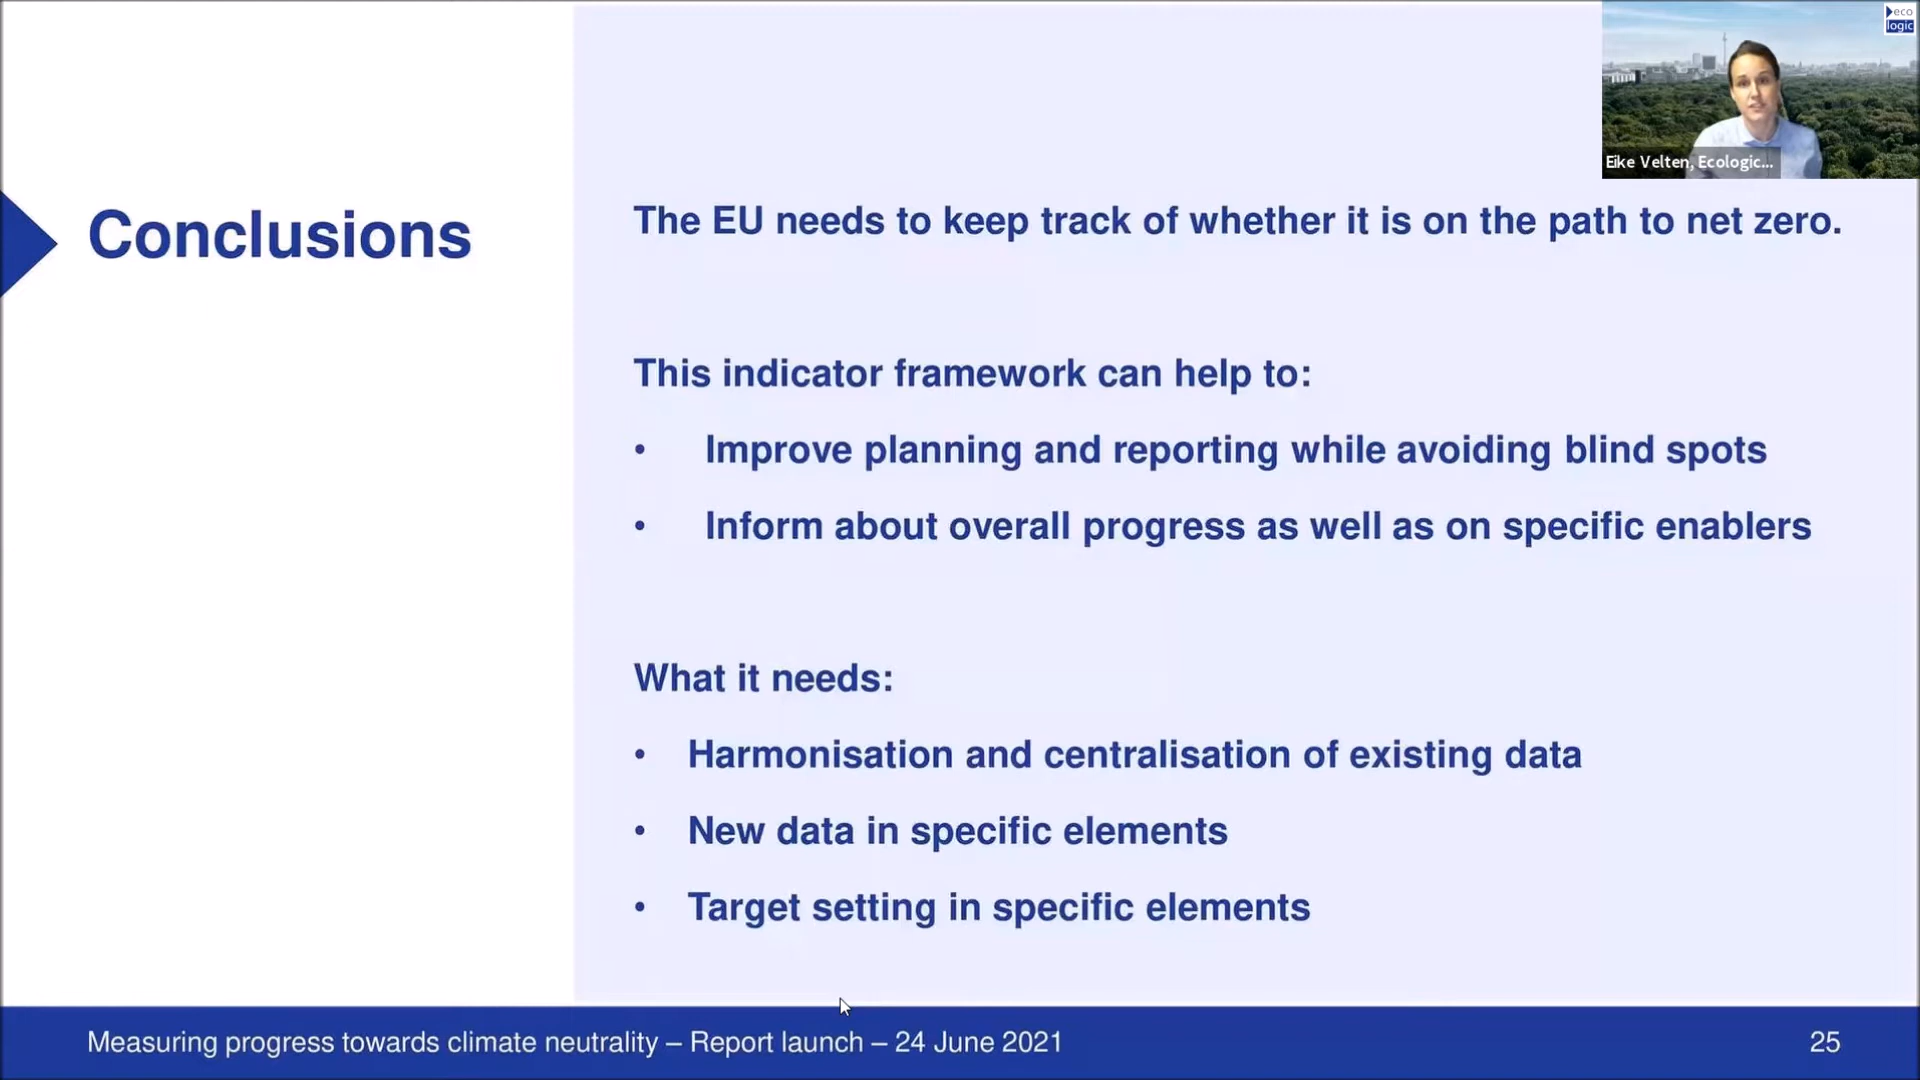 eco
logic
Eike Velten, Ecologic...
Conclusions
The EU needs to keep track of whether it is on the path to net zero.
This indicator framework can help to:
• Improve planning and reporting while avoiding blind spots
• Inform about overall progress as well as on specific enablers
What it needs:
• Harmonisation and centralisation of existing data
• New data in specific elements
• Target setting in specific elements
Measuring progress towards climate neutrality – Report launch – 24 June 2021
25